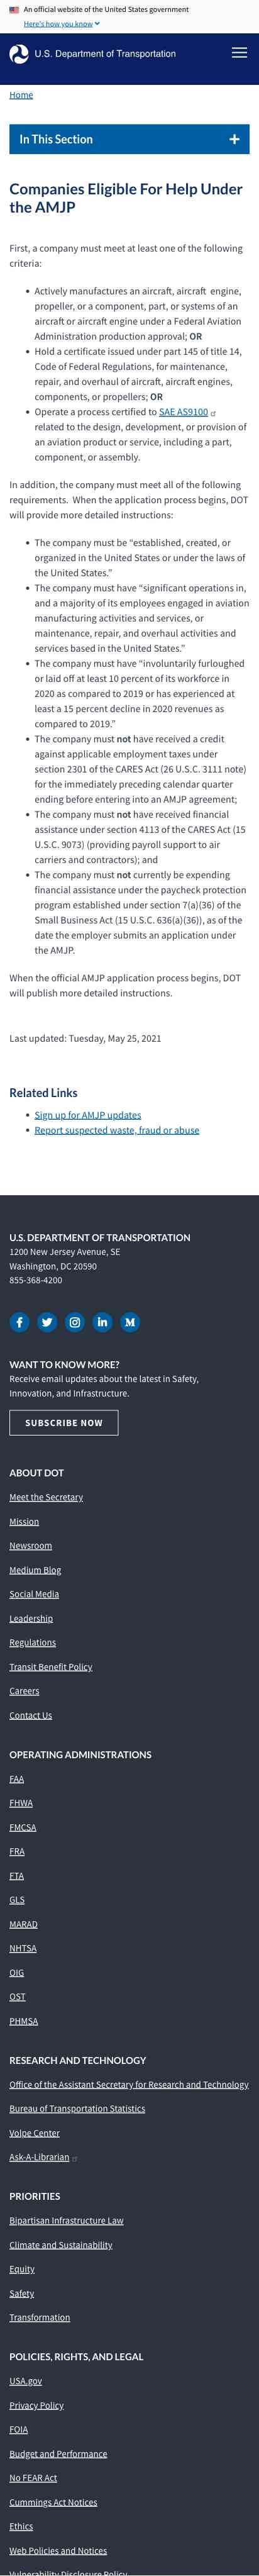 An official website of the United States government
Here's how you know
U.S. Department of Transportation
Home
In This Section
Companies Eligible For Help Under
the AMJP
First, a company must meet at least one of the following
criteria:
Actively manufactures an aircraft, aircraft engine,
propeller, or a component, part, or systems of an
aircraft or aircraft engine under a Federal Aviation
Administration production approval; OR
Hold a certificate issued under part 145 of title 14,
Code of Federal Regulations, for maintenance,
repair, and overhaul of aircraft, aircraft engines,
components, or propellers; OR
Operate a process certified to SAE AS9100
related to the design, development, or provision of
an aviation product or service, including a part,
component, or assembly.
In addition, the company must meet all of the following
requirements. When the application process begins, DOT
will provide more detailed instructions:
The company must be “established, created, or
organized in the United States or under the laws of
the United States.”
The company must have “significant operations in,
and a majority of its employees engaged in aviation
manufacturing activities and services, or
maintenance, repair, and overhaul activities and
services based in the United States.”
The company must have “involuntarily furloughed
or laid off at least 10 percent of its workforce in
2020 as compared to 2019 or has experienced at
least a 15 percent decline in 2020 revenues as
compared to 2019.”
The company must not have received a credit
against applicable employment taxes under
section 2301 of the CARES Act (26 U.S.C. 3111 note)
for the immediately preceding calendar quarter
ending before entering into an AMJP agreement;
The company must not have received financial
assistance under section 4113 of the CARES Act (15
U.S.C. 9073) (providing payroll support to air
carriers and contractors); and
The company must not currently be expending
financial assistance under the paycheck protection
program established under section 7(a)(36) of the
Small Business Act (15 U.S.C. 636(a)(36)), as of the
date the employer submits an application under
the AMJP.
When the official AMJP application process begins, DOT
will publish more detailed instructions.
Last updated: Tuesday, May 25, 2021
Related Links
Sign up for AMJP updates
Report suspected waste, fraud or abuse
U.S. DEPARTMENT OF TRANSPORTATION
1200 New Jersey Avenue, SE
Washington, DC 20590
855-368-4200
WANT TO KNOW MORE?
Receive email updates about the latest in Safety,
Innovation, and Infrastructure.
SUBSCRIBE NOW
ABOUT DOT
Meet the Secretary
Mission
Newsroom
Medium Blog
Social Media
Leadership
Regulations
Transit Benefit Policy
Careers
Contact Us
OPERATING ADMINISTRATIONS
FAA
FHWA
FMCSA
FRA
FTA
GLS
MARAD
NHTSA
OIG
OST
PHMSA
RESEARCH AND TECHNOLOGY
Office of the Assistant Secretary for Research and Technology
Bureau of Transportation Statistics
Volpe Center
Ask-A-Librarian
PRIORITIES
Bipartisan Infrastructure Law
Climate and Sustainability
Equity
Safety
Transformation
POLICIES, RIGHTS, AND LEGAL
USA.gov
Privacy Policy
FOIA
Budget and Performance
No FEAR Act
Cummings Act Notices
Ethics
Web Policies and Notices
Vulnerability Disclosure Policy